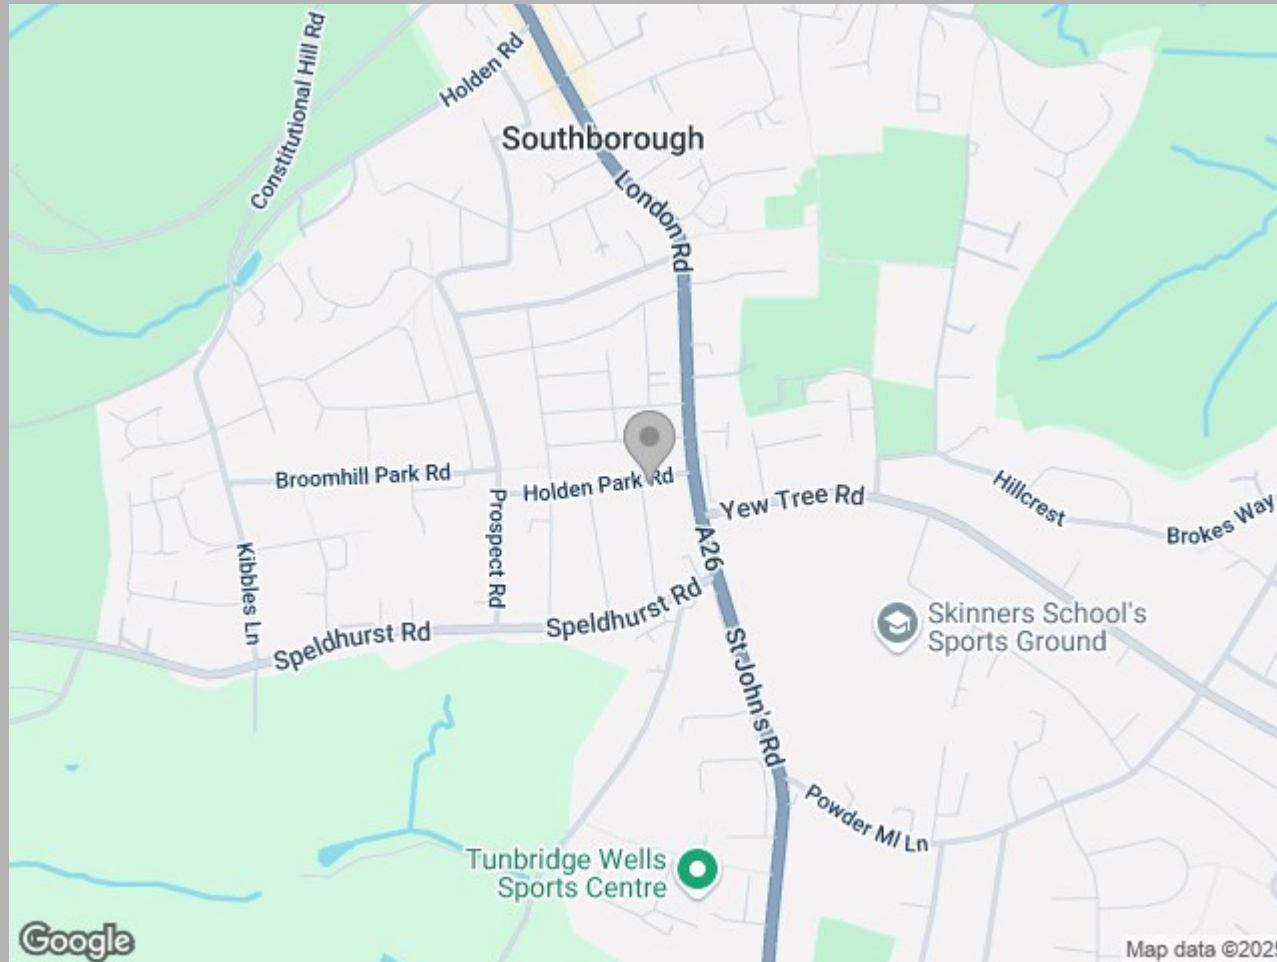 Constitutional Hill Rd
Holden Rd
Southborough
London Rd
Broomhill Park Rd
Holden Park Rd
Prospect Rd
Kibbles Ln
Yew Tree Rd
Hillcrest
Brokes Way
A26
Speldhurst Rd
Speldhurst Rd
Skinners School's
Sports Ground
St John's Rd
Powder Ml Ln
Tunbridge Wells
Sports Centre
Google
Map data ©2025